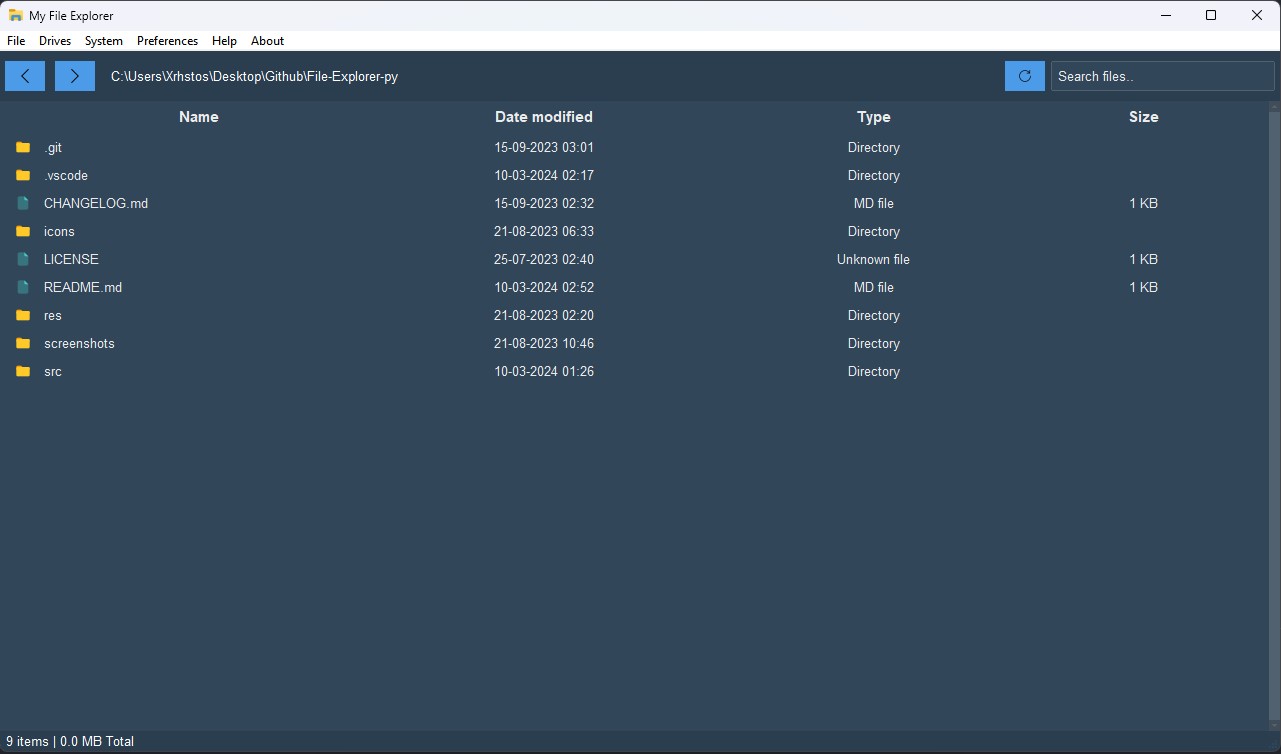 My File Explorer
File Drives System Preferences Help About
C:\Users\Xrhstos\Desktop\Github\File-Explorer-py Search files..
Name Date modified Type Size
.git 15-09-2023 03:01 Directory
.vscode 10-03-2024 02:17 Directory
CHANGELOG.md 15-09-2023 02:32 MD file 1 KB
icons 21-08-2023 06:33 Directory
LICENSE 25-07-2023 02:40 Unknown file 1 KB
README.md 10-03-2024 02:52 MD file 1 KB
res 21-08-2023 02:20 Directory
screenshots 21-08-2023 10:46 Directory
src 10-03-2024 01:26 Directory
9 items | 0.0 MB Total